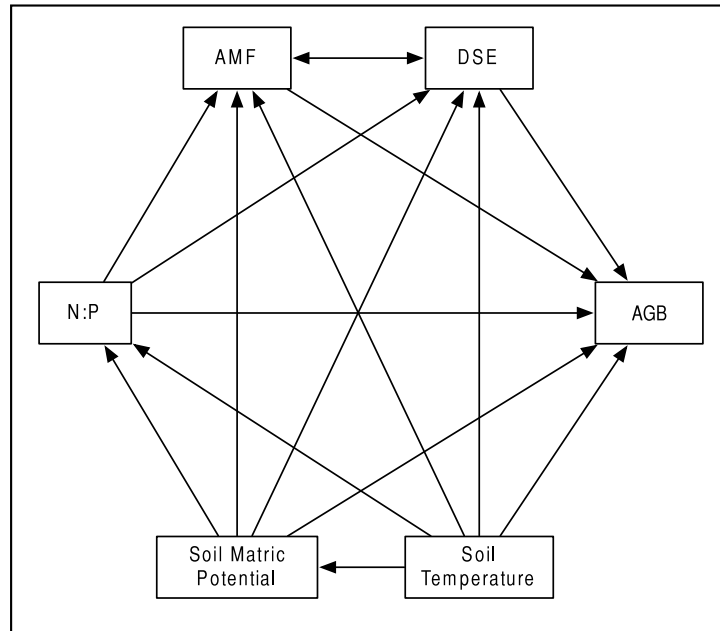 AMF
DSE
N:P
AGB
Soil Matric
Potential
Soil
Temperature